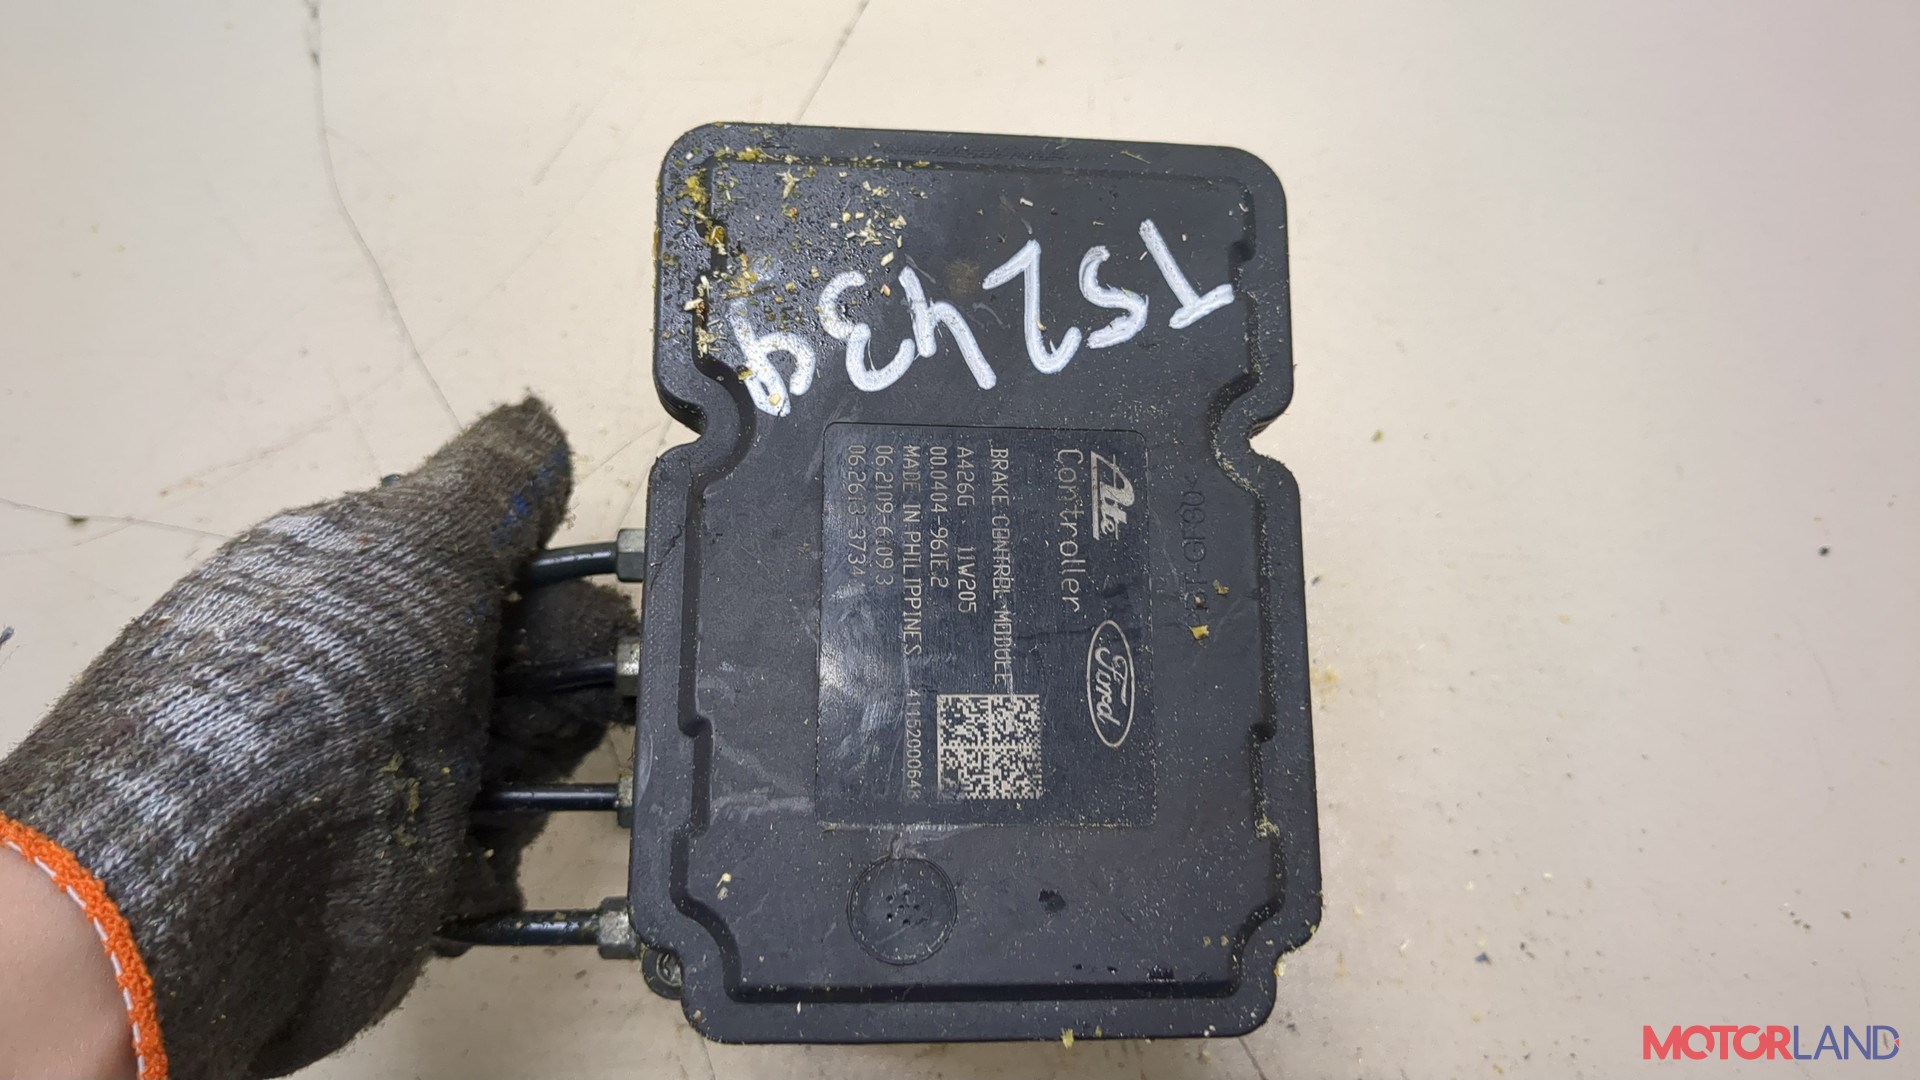 TS2439
Ate
Ford
Controller
BRAKE CONTROL MODULE
A426G 11W205
00.0404-961E.2
MADE IN PHILIPPINES 41152000648
06.2109-6109.3
06.2613-3734
MOTORLAND